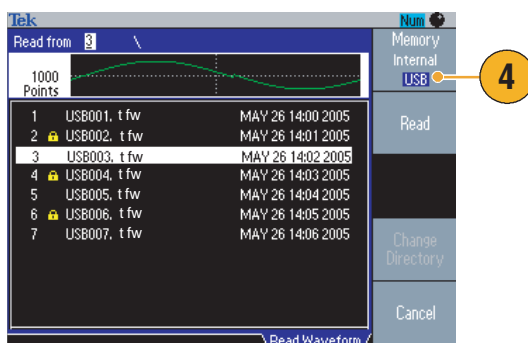 Tek
Num
Read from 3 \
1000
Points
1 USB001. tfw MAY 26 14:00 2005
2 USB002. tfw MAY 26 14:01 2005
3 USB003. tfw MAY 26 14:02 2005
4 USB004. tfw MAY 26 14:03 2005
5 USB005. tfw MAY 26 14:04 2005
6 USB006. tfw MAY 26 14:05 2005
7 USB007. tfw MAY 26 14:06 2005
\ Read Waveform /
Memory
Internal
USB
4
Read
Change
Directory
Cancel